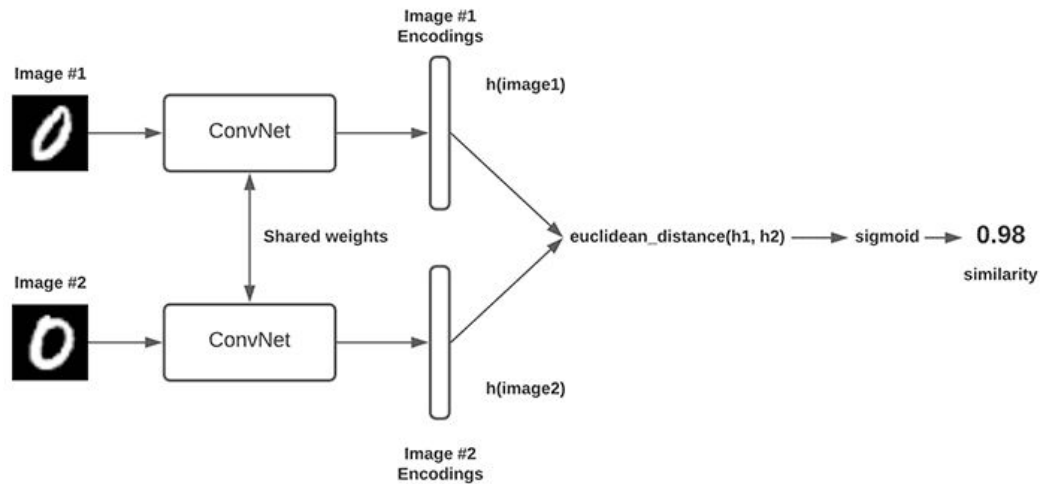 Image #1
Encodings
Image #1
h(image1)
ConvNet
Shared weights
euclidean_distance(h1, h2)
sigmoid
0.98
similarity
Image #2
ConvNet
h(image2)
Image #2
Encodings